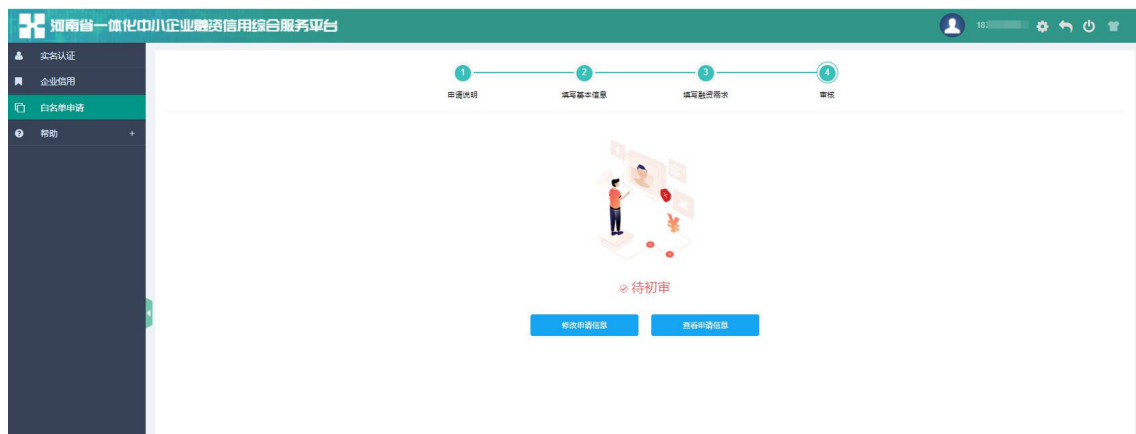 河南省一体化中小企业融资信用综合服务平台
18
实名认证
企业信用
白名单申请
帮助 +
1 2 3 4
申请说明 填写基本信息 填写融资需求 审核
待初审
修改申请信息 查看申请信息